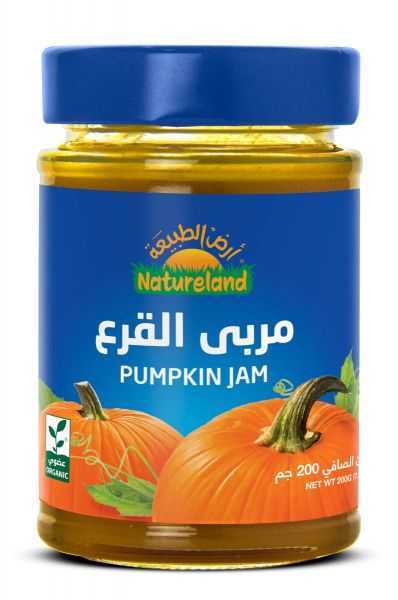 أرض الطبيعة
Natureland
مربى القرع
PUMPKIN JAM
عضوي
ORGANIC
الصافي 200 جم
NET WT 200G